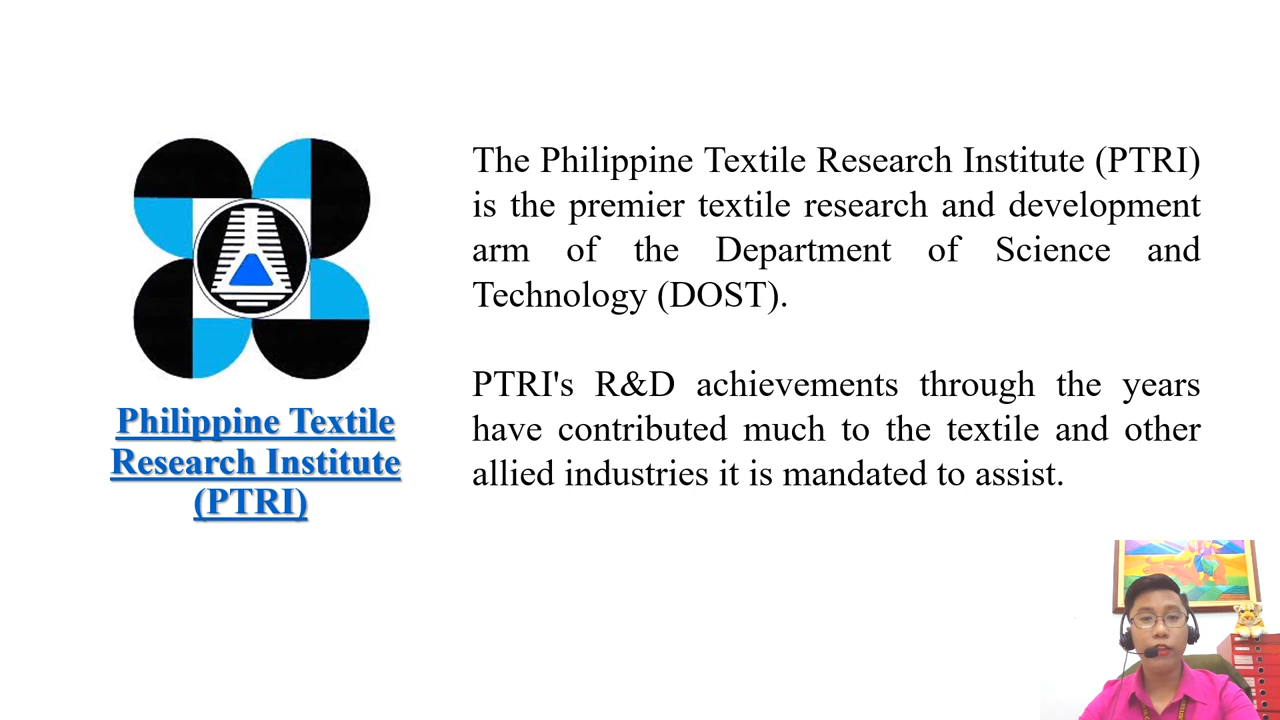 The Philippine Textile Research Institute (PTRI)
is the premier textile research and development
arm of the Department of Science and
Technology (DOST).
PTRI's R&D achievements through the years
have contributed much to the textile and other
allied industries it is mandated to assist.
Philippine Textile
Research Institute
(PTRI)